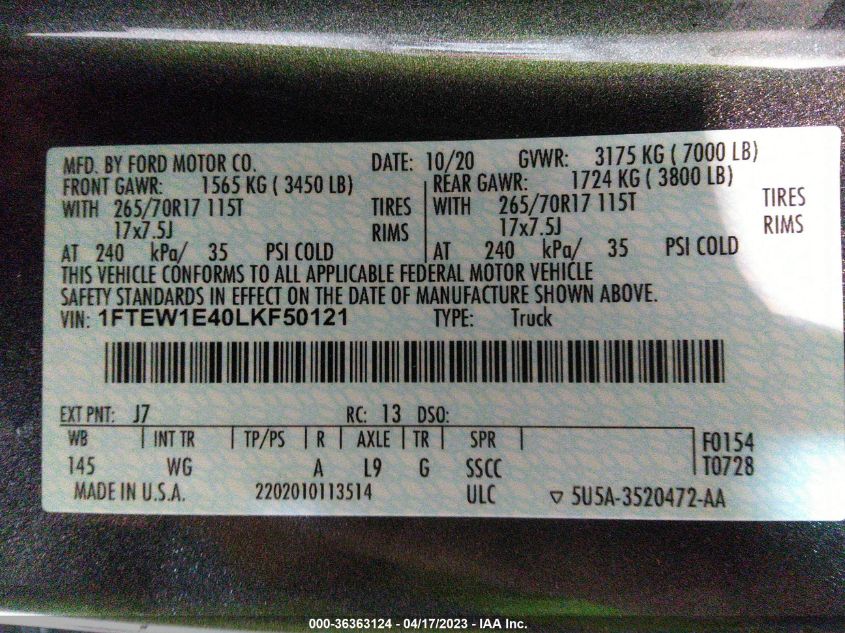 MFD. BY FORD MOTOR CO. DATE: 10/20 GVWR: 3175 KG ( 7000 LB)
FRONT GAWR: 1565 KG ( 3450 LB) REAR GAWR: 1724 KG ( 3800 LB)
WITH 265/70R17 115T TIRES WITH 265/70R17 115T TIRES
17x7.5J RIMS 17x7.5J RIMS
AT 240 kPa/ 35 PSI COLD AT 240 kPa/ 35 PSI COLD
THIS VEHICLE CONFORMS TO ALL APPLICABLE FEDERAL MOTOR VEHICLE
SAFETY STANDARDS IN EFFECT ON THE DATE OF MANUFACTURE SHOWN ABOVE.
VIN: 1FTEW1E40LKF50121 TYPE: Truck
EXT PNT: J7 RC: 13 DSO:
WB INT TR TP/PS R AXLE TR SPR F0154
145 WG A L9 G SSCC T0728
MADE IN U.S.A. 2202010113514 ULC ▽ 5U5A-3520472-AA
000-36363124 - 04/17/2023 - IAA Inc.